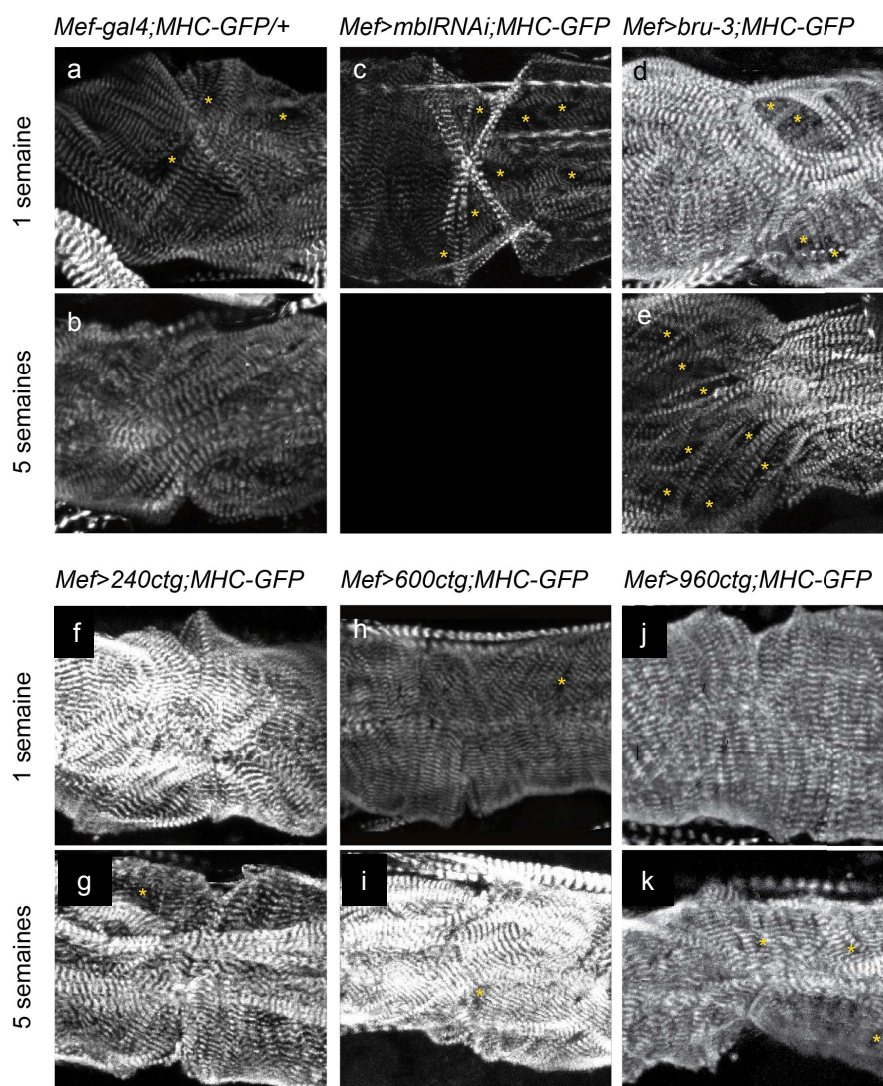 Mef-gal4;MHC-GFP/+ Mef>mblRNAi;MHC-GFP Mef>bru-3;MHC-GFP
1 semaine
a
*
*
*
c
*
*
*
*
*
*
*
d
*
*
*
*
5 semaines
b
e
*
*
*
*
*
*
*
*
Mef>240ctg;MHC-GFP Mef>600ctg;MHC-GFP Mef>960ctg;MHC-GFP
1 semaine
f
h
*
j
5 semaines
g
*
i
*
k
*
*
*